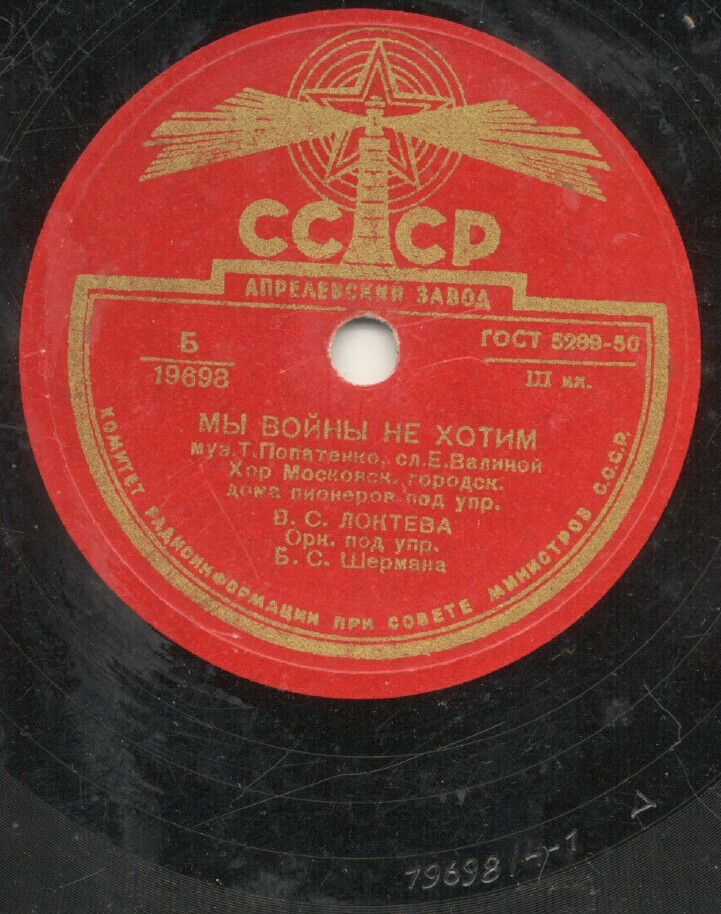 СССР
АПРЕЛЕВСКИЙ ЗАВОД
Б
19698
ГОСТ 5289-50
III кл.
МЫ ВОЙНЫ НЕ ХОТИМ
муз. Т. Попатенко, сл. Е. Валиной
Хор Московск. городск.
дома пионеров под упр.
В. С. ЛОКТЕВА
Орк. под упр.
Б. С. Шермана
КОМИТЕТ РАДИОИНФОРМАЦИИ ПРИ СОВЕТЕ МИНИСТРОВ С.С.С.Р.
19698